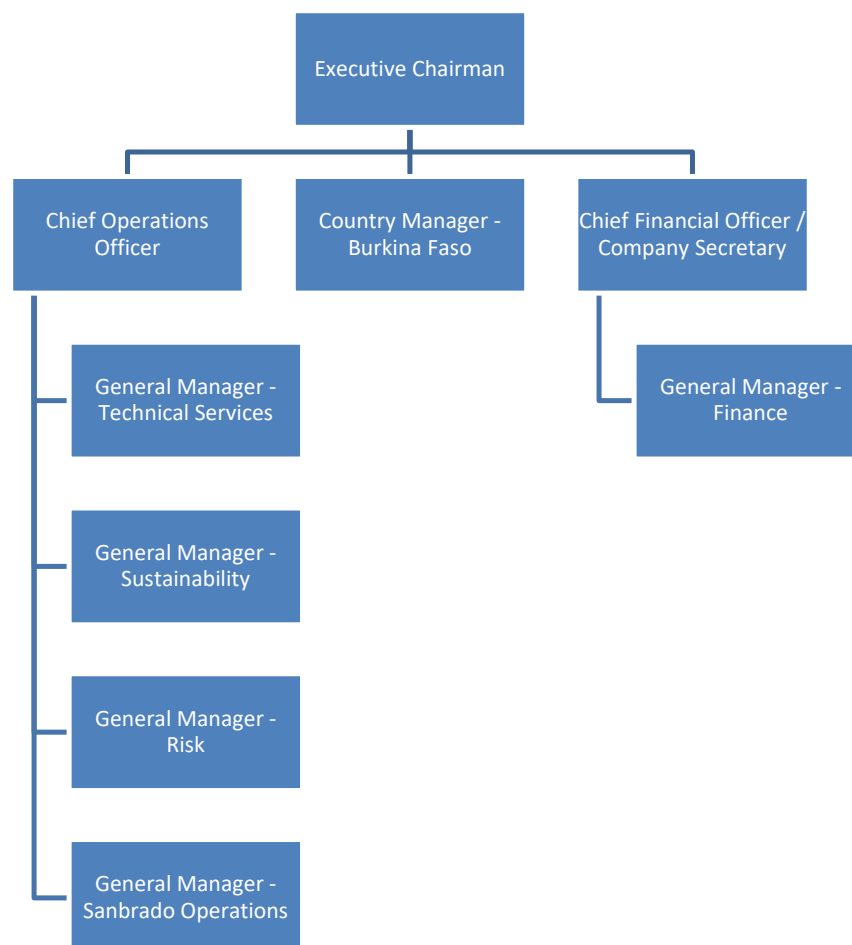 Executive Chairman
Chief Operations
Officer
Country Manager -
Burkina Faso
Chief Financial Officer /
Company Secretary
General Manager -
Technical Services
General Manager -
Finance
General Manager -
Sustainability
General Manager -
Risk
General Manager -
Sanbrado Operations